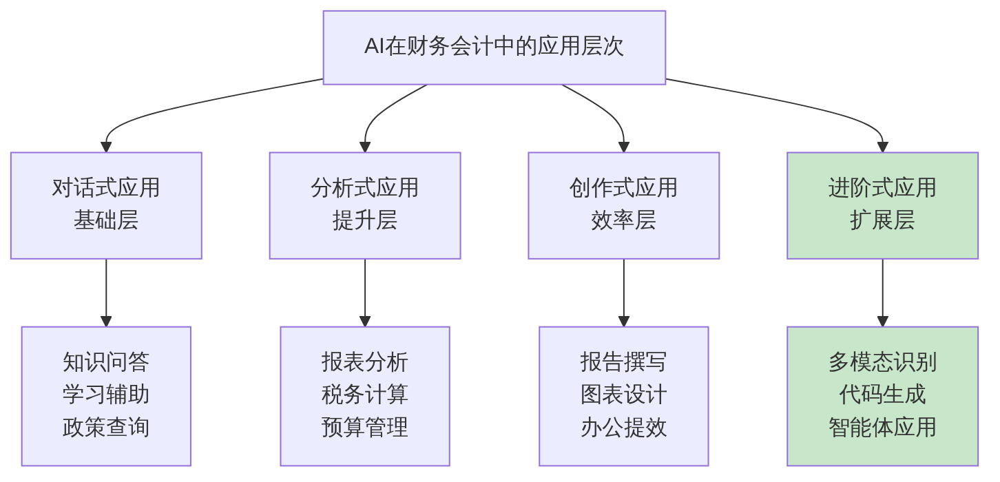 AI在财务会计中的应用层次
对话式应用
基础层
分析式应用
提升层
创作式应用
效率层
进阶式应用
扩展层
知识问答
学习辅助
政策查询
报表分析
税务计算
预算管理
报告撰写
图表设计
办公提效
多模态识别
代码生成
智能体应用